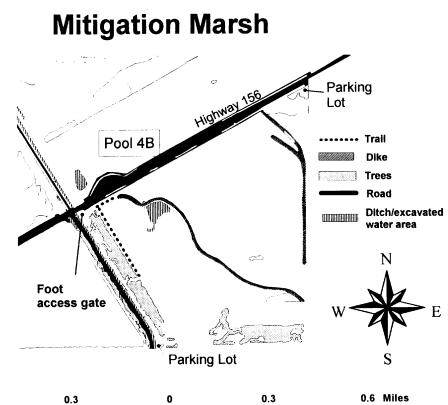 Mitigation Marsh
Highway 156
Parking
Lot
Pool 4B
Trail
Dike
Trees
Road
Ditch/excavated
water area
N
W
E
S
Foot
access gate
Parking Lot
0.3 0 0.3 0.6 Miles